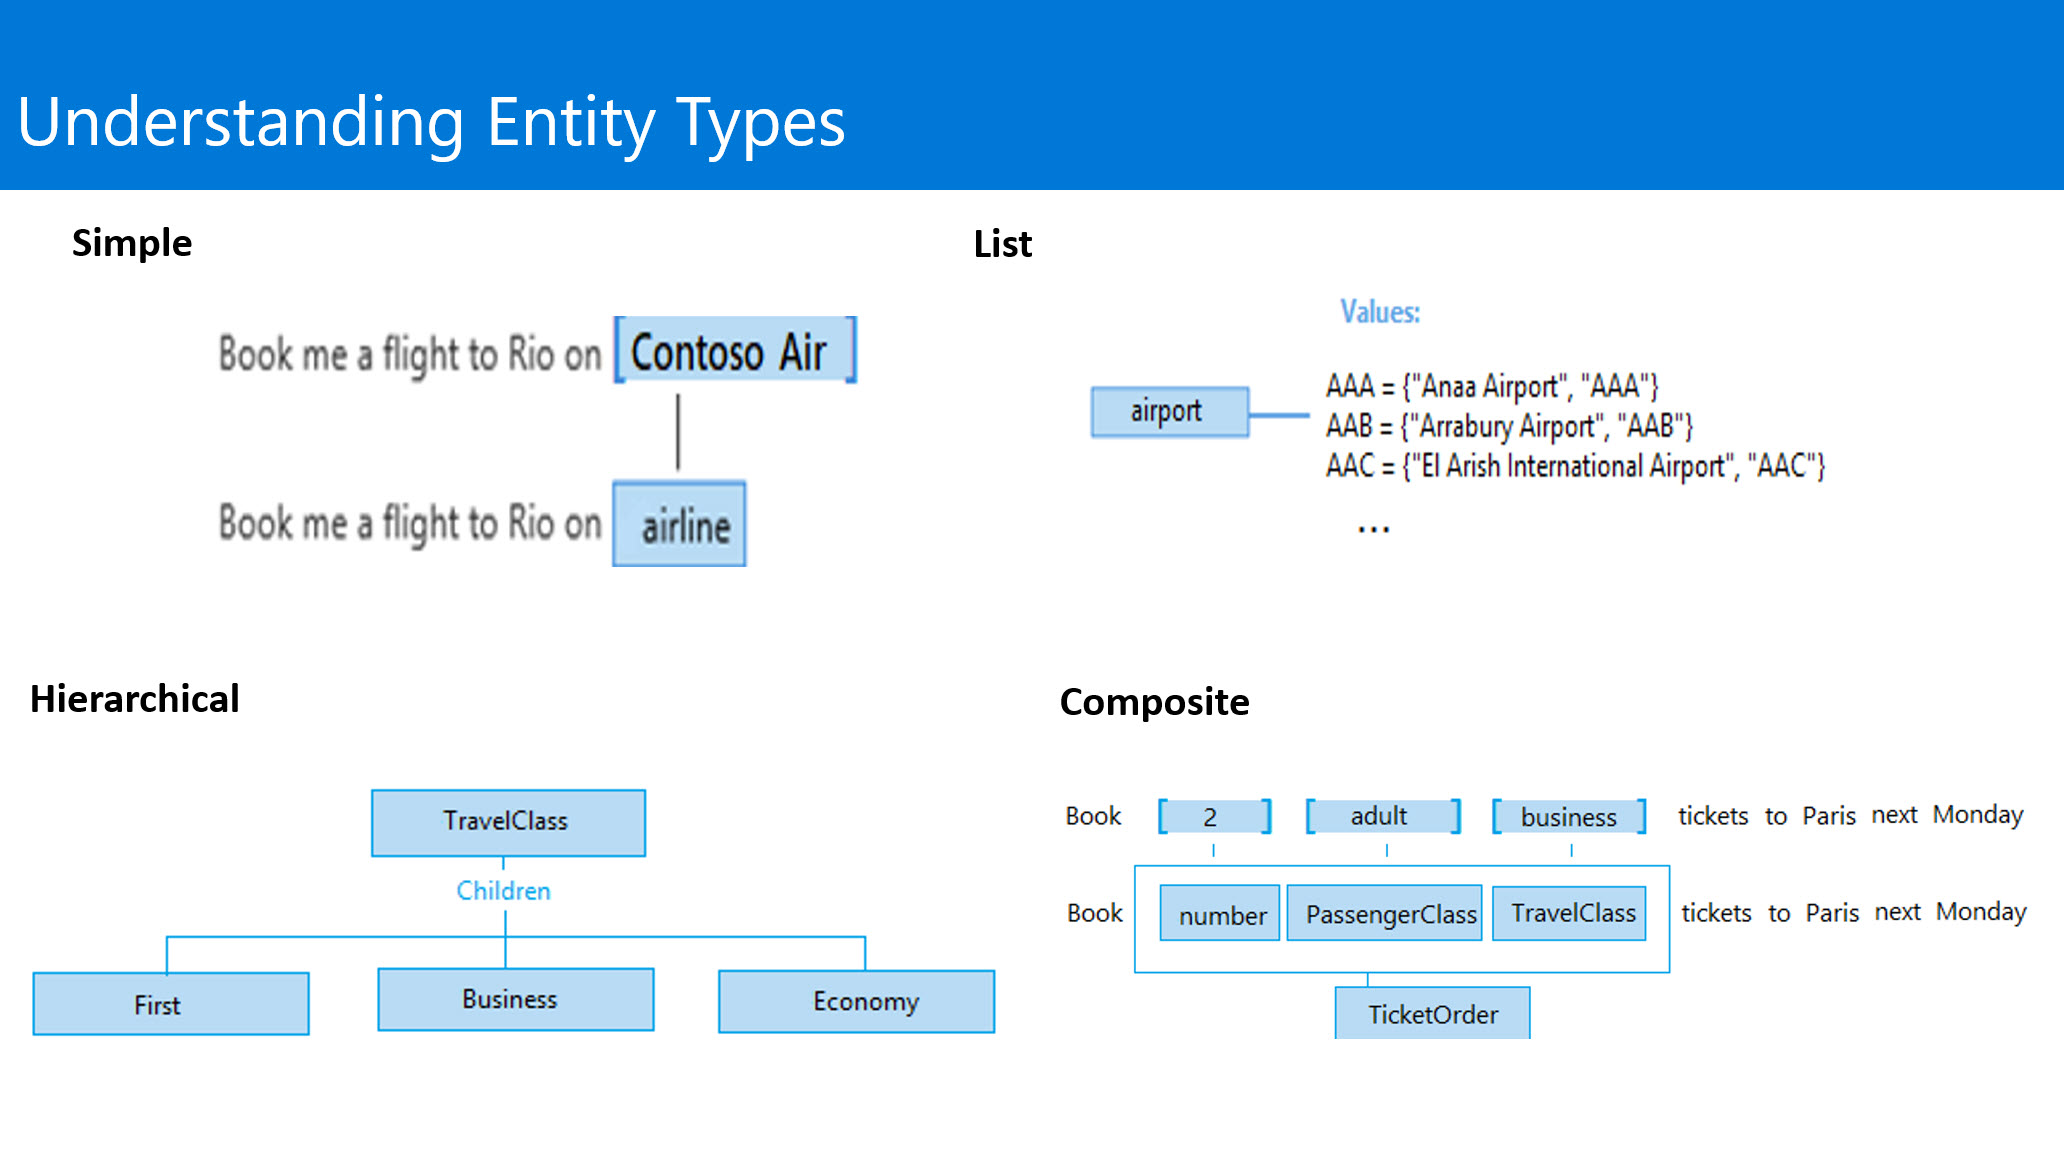 Understanding Entity Types
Simple
Book me a flight to Rio on [Contoso Air]
Book me a flight to Rio on airline
List
Values:
airport
AAA = {"Anaa Airport", "AAA"}
AAB = {"Arrabury Airport", "AAB"}
AAC = {"El Arish International Airport", "AAC"}
...
Hierarchical
TravelClass
Children
First
Business
Economy
Composite
Book [2] [adult] [business] tickets to Paris next Monday
Book number PassengerClass TravelClass tickets to Paris next Monday
TicketOrder